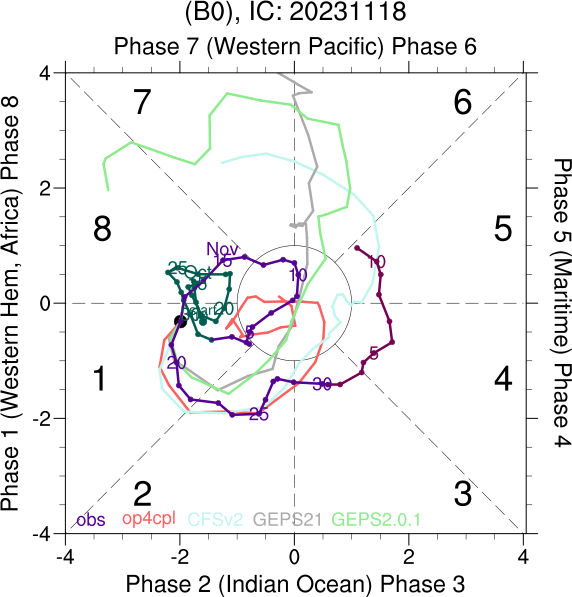 (B0), IC: 20231118
Phase 7 (Western Pacific) Phase 6
Phase 1 (Western Hem, Africa) Phase 8
Phase 5 (Maritime) Phase 4
4
2
0
-2
-4
7
6
8
5
1
4
2
3
Nov
25
Oct
5
10
10
20
5
5
20
30
25
obs
op4cpl
CFSv2
GEPS21
GEPS2.0.1
-4
-2
0
2
4
Phase 2 (Indian Ocean) Phase 3